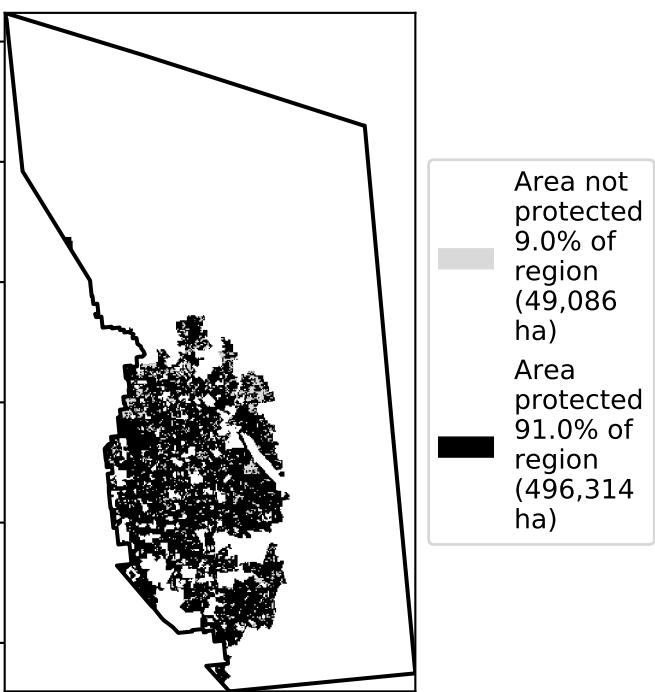 Area not
protected
9.0% of
region
(49,086
ha)
Area
protected
91.0% of
region
(496,314
ha)